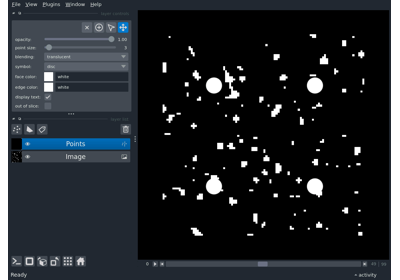 File View Plugins Window Help
opacity: 1.00
point size: 3
blending: translucent
symbol: disc
face color: white
edge color: white
display text: ✓
out of slice:
Points
Image
0
Ready
activity